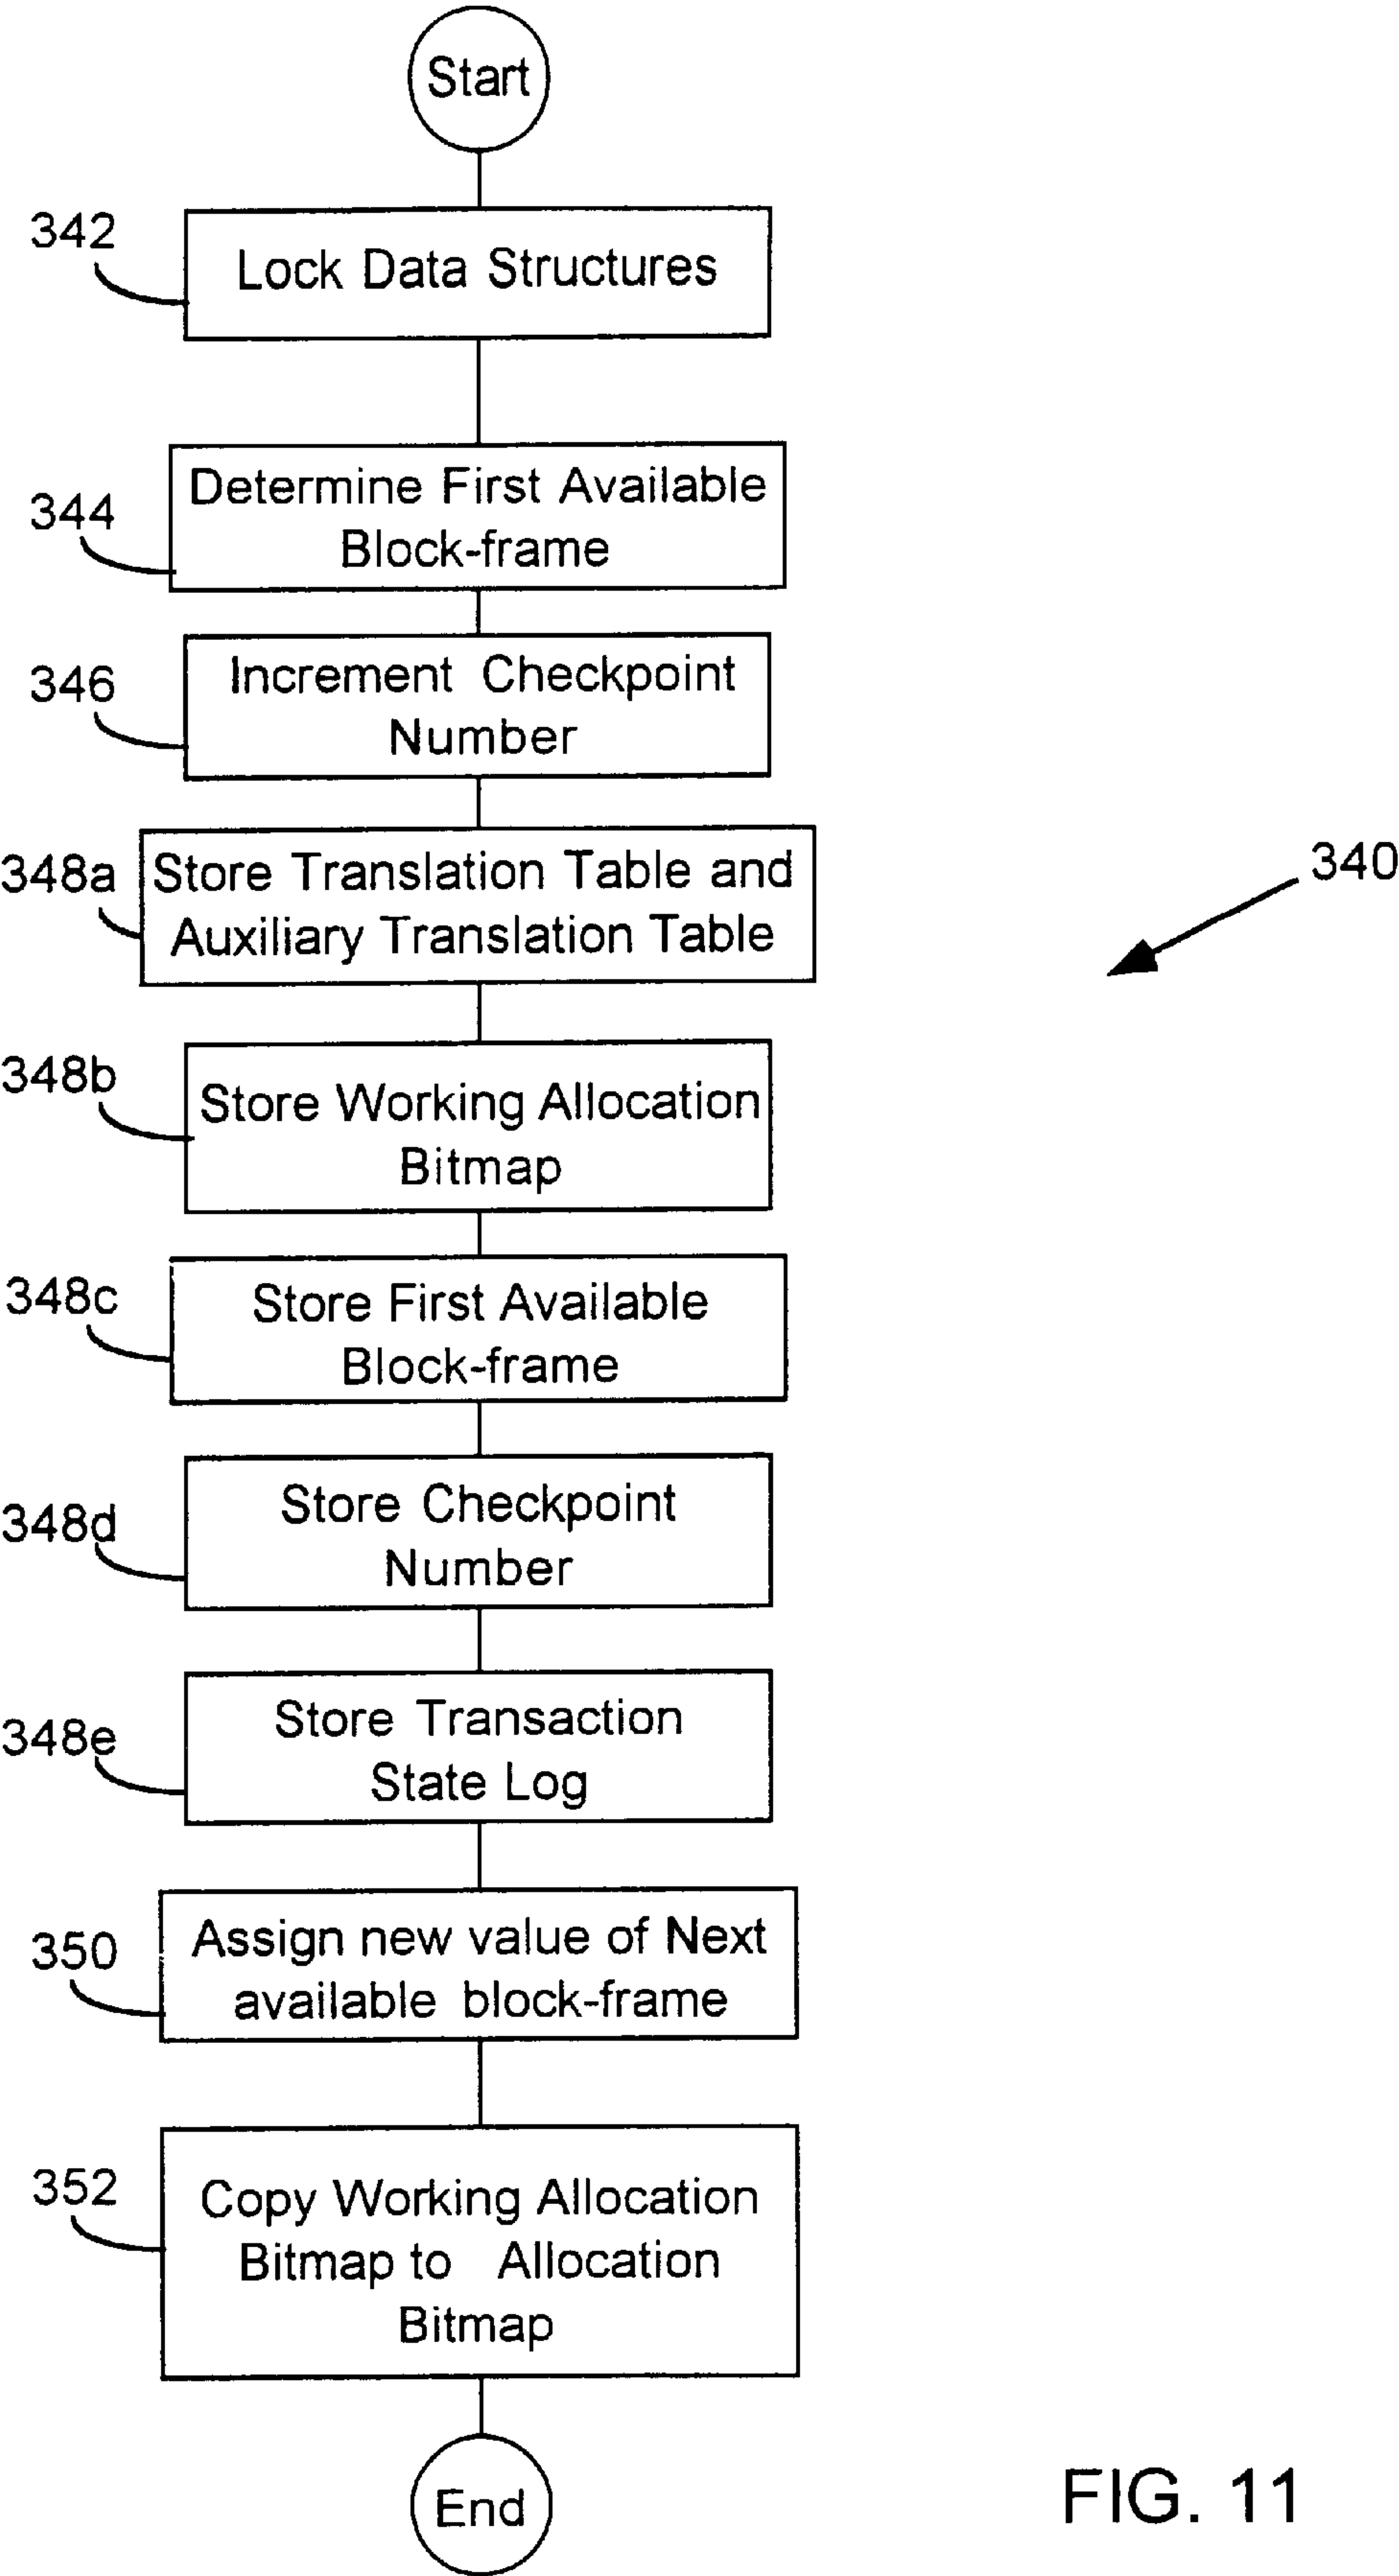 Start
342
Lock Data Structures
344
Determine First Available
Block-frame
346
Increment Checkpoint
Number
348a
Store Translation Table and
Auxiliary Translation Table
340
348b
Store Working Allocation
Bitmap
348c
Store First Available
Block-frame
348d
Store Checkpoint
Number
348e
Store Transaction
State Log
350
Assign new value of Next
available block-frame
352
Copy Working Allocation
Bitmap to Allocation
Bitmap
End
FIG. 11